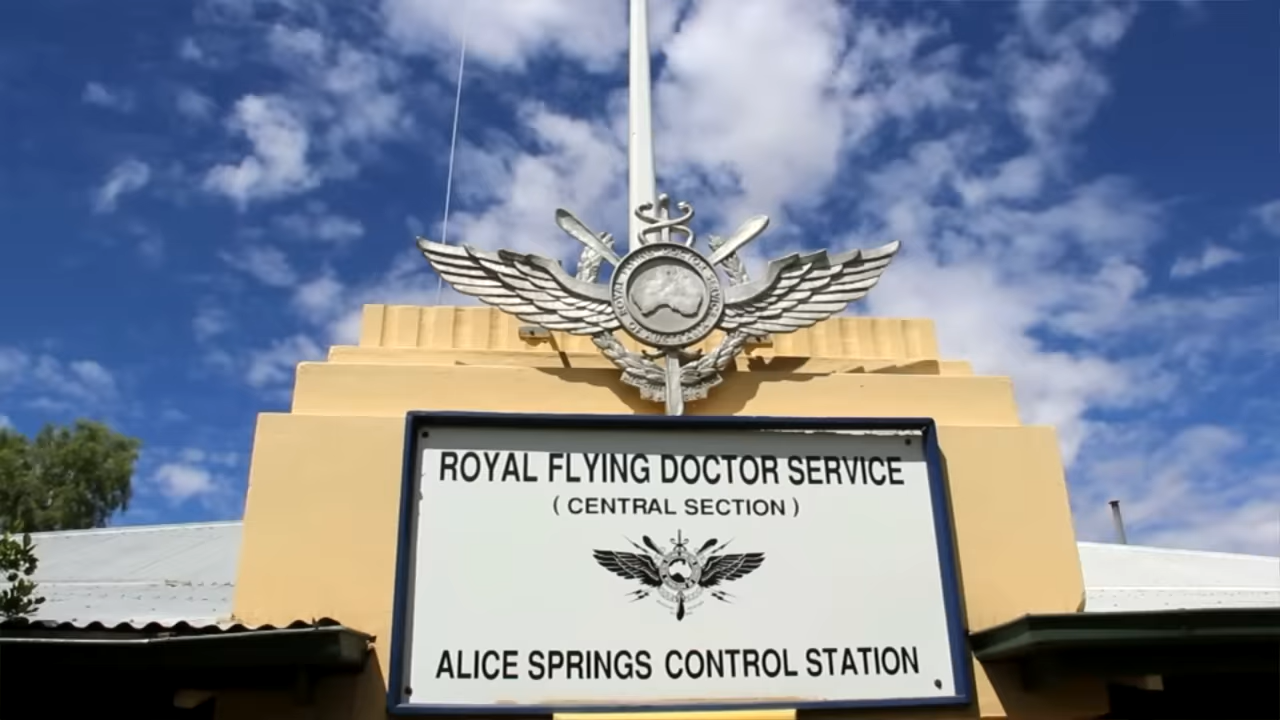 ROYAL FLYING DOCTOR SERVICE
( CENTRAL SECTION )
ALICE SPRINGS CONTROL STATION